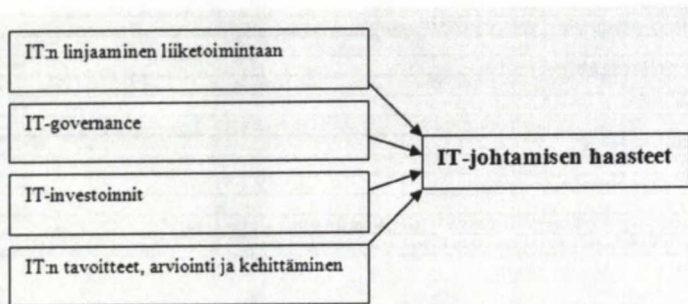 IT:n linjaaminen liiketoimintaan
IT-governance
IT-johtamisen haasteet
IT-investoinnit
IT:n tavoitteet, arviointi ja kehittäminen